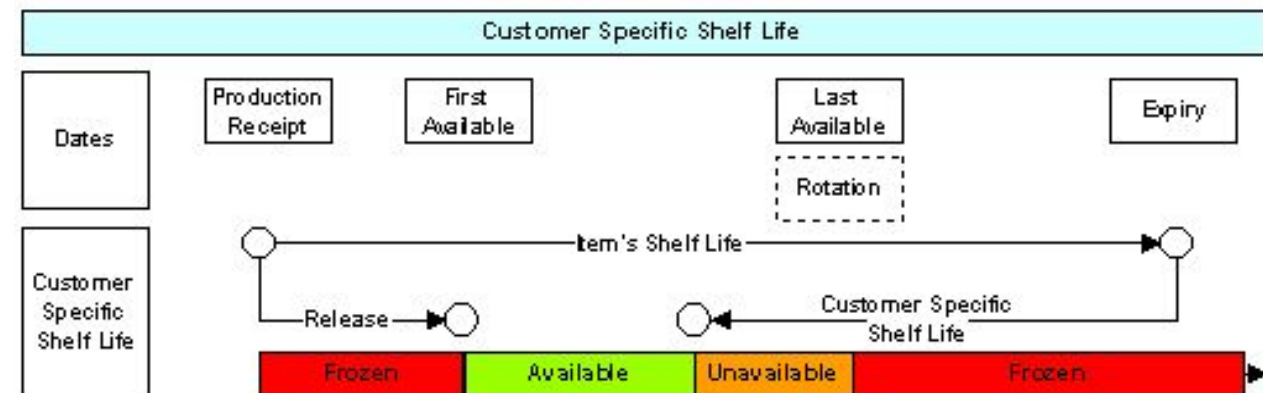 Customer Specific Shelf Life
Dates
Production
Receipt
First
Available
Last
Available
Expiry
Rotation
Customer
Specific
Shelf Life
Item's Shelf Life
Release
Customer Specific
Shelf Life
Frozen
Available
Unavailable
Frozen